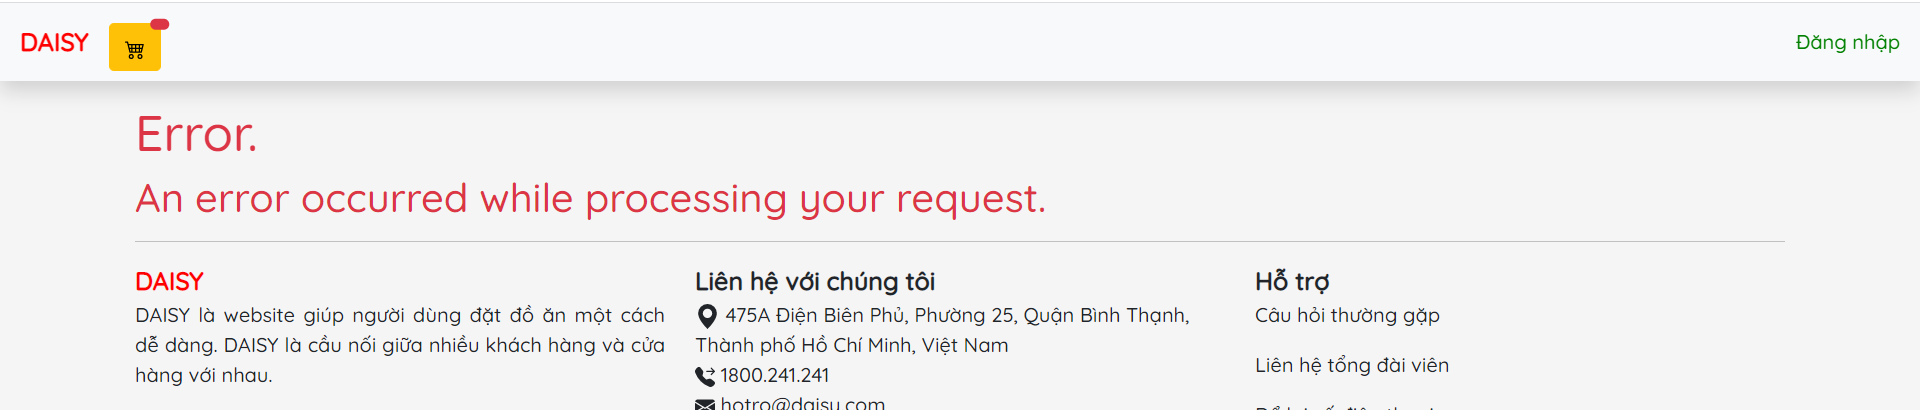 DAISY
Đăng nhập
Error.
An error occurred while processing your request.
DAISY
DAISY là website giúp người dùng đặt đồ ăn một cách
dễ dàng. DAISY là cầu nối giữa nhiều khách hàng và cửa
hàng với nhau.
Liên hệ với chúng tôi
475A Điện Biên Phủ, Phường 25, Quận Bình Thạnh,
Thành phố Hồ Chí Minh, Việt Nam
1800.241.241
hotro@daisy.com
Hỗ trợ
Câu hỏi thường gặp
Liên hệ tổng đài viên